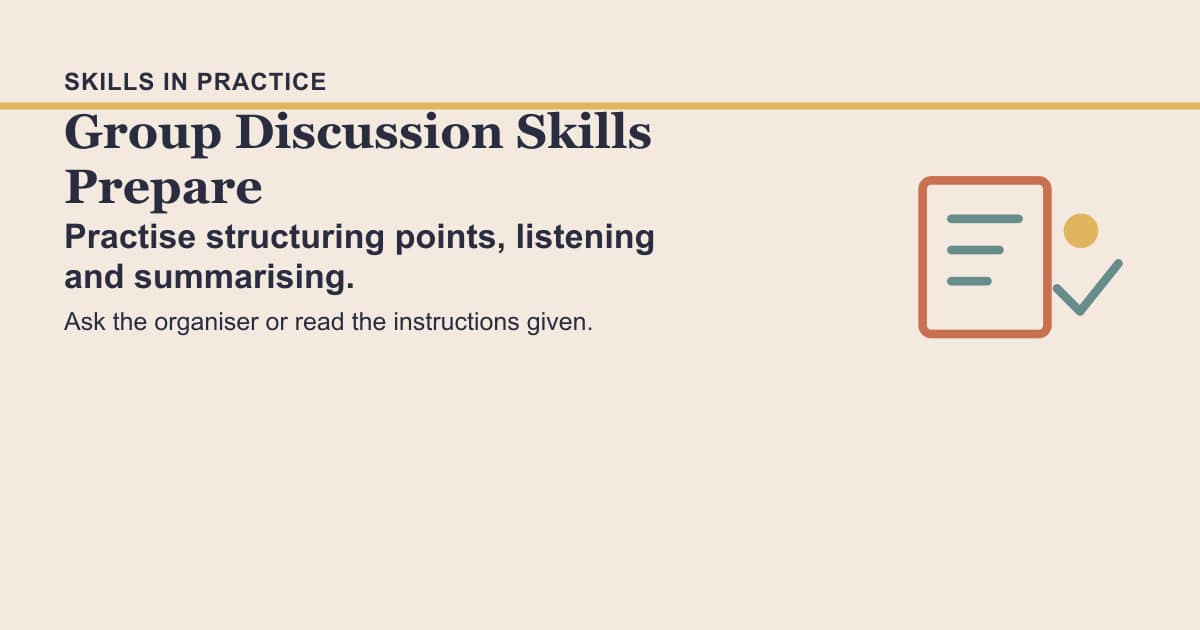 SKILLS IN PRACTICE
Group Discussion Skills
Prepare
Practise structuring points, listening
and summarising.
Ask the organiser or read the instructions given.